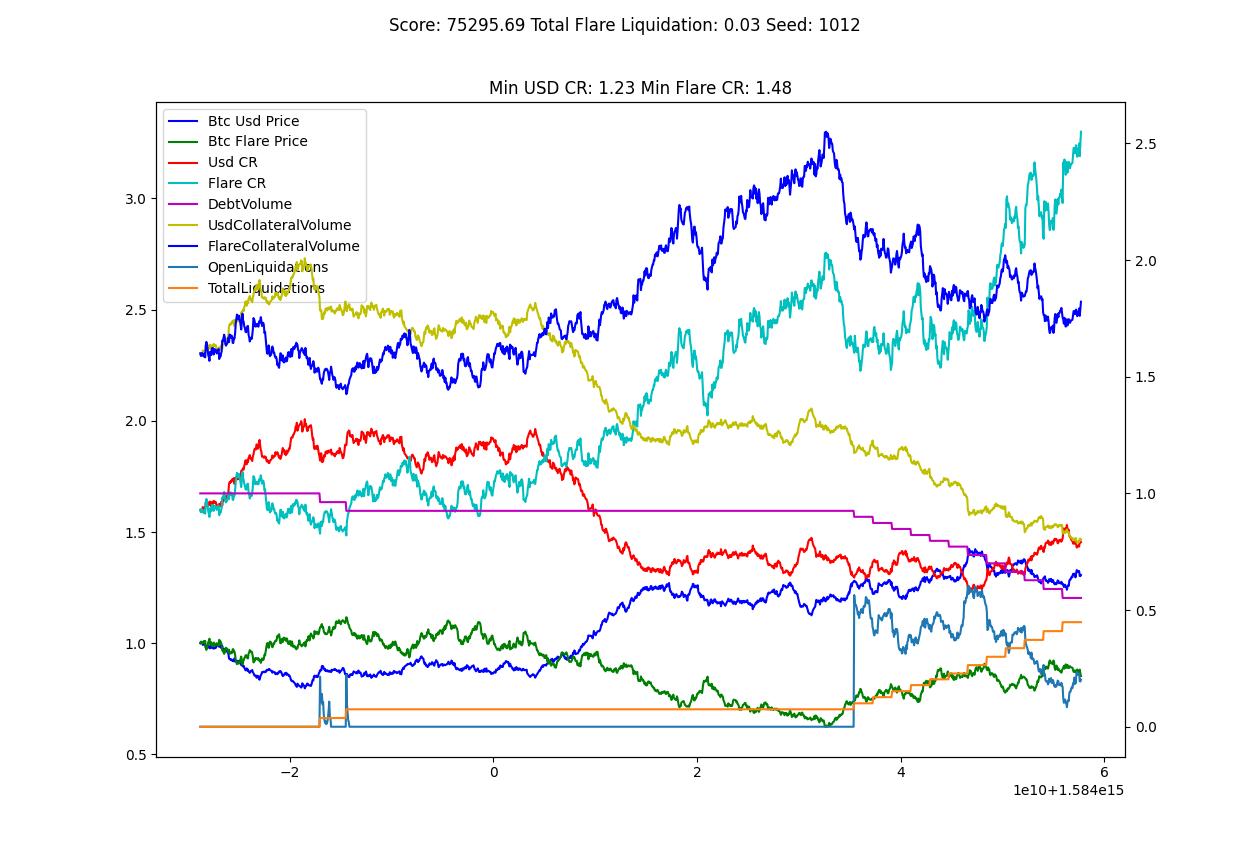 Score: 75295.69 Total Flare Liquidation: 0.03 Seed: 1012
Min USD CR: 1.23 Min Flare CR: 1.48
Btc Usd Price
Btc Flare Price
Usd CR
Flare CR
DebtVolume
UsdCollateralVolume
FlareCollateralVolume
OpenLiquidations
TotalLiquidations
3.0
2.5
2.0
1.5
1.0
0.5
2.5
2.0
1.5
1.0
0.5
0.0
−2
0
2
4
6
1e10+1.584e15